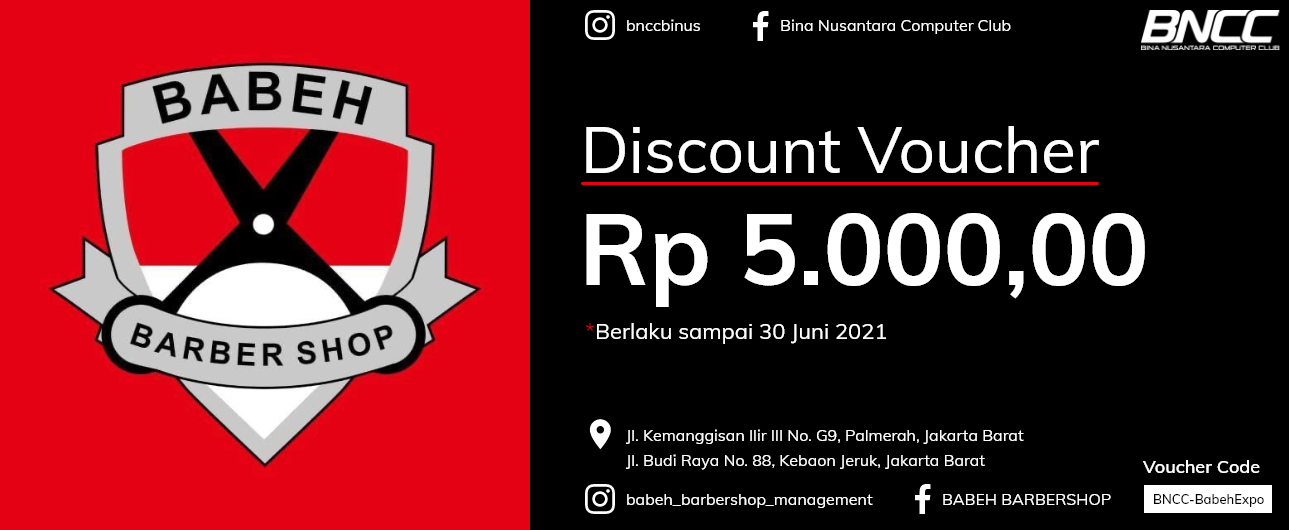 BABEH
BARBER SHOP
bnccbinus
Bina Nusantara Computer Club
BNCC
BINA NUSANTARA COMPUTER CLUB
Discount Voucher
Rp 5.000,00
*Berlaku sampai 30 Juni 2021
Jl. Kemanggisan Ilir III No. G9, Palmerah, Jakarta Barat
Jl. Budi Raya No. 88, Kebaon Jeruk, Jakarta Barat
babeh_barbershop_management
BABEH BARBERSHOP
Voucher Code
BNCC-BabehExpo